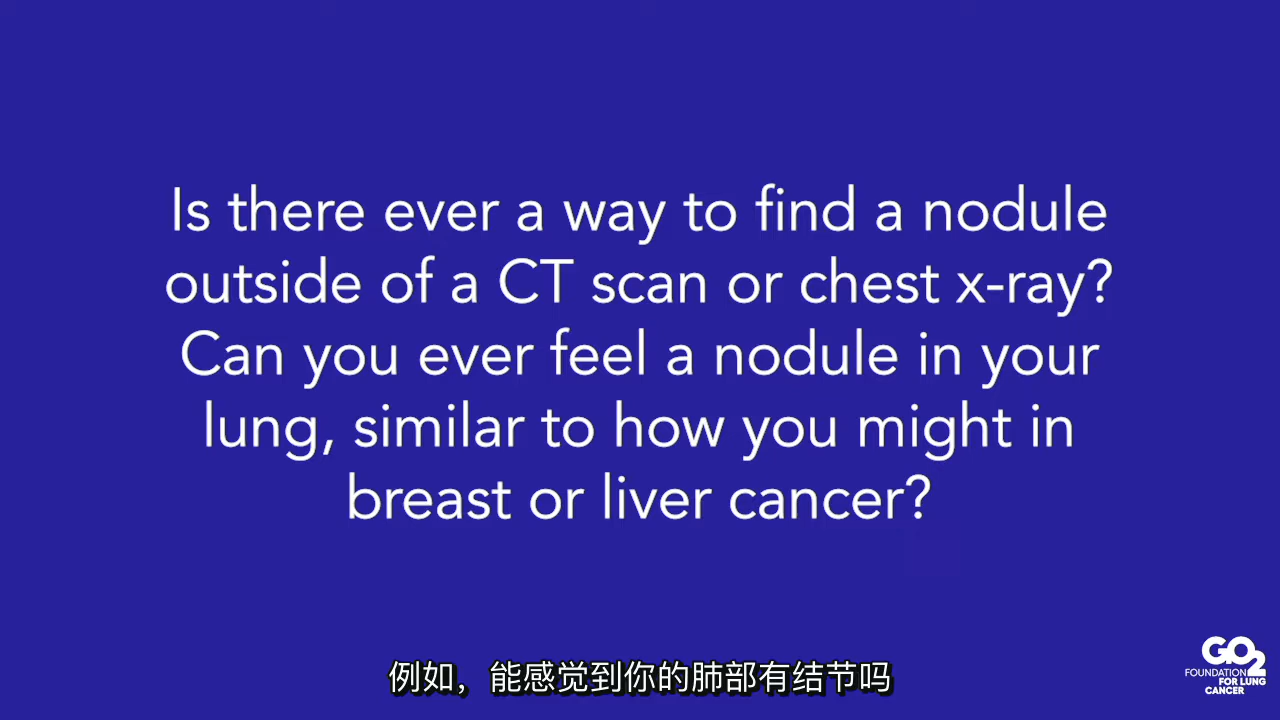 Is there ever a way to find a nodule
outside of a CT scan or chest x-ray?
Can you ever feel a nodule in your
lung, similar to how you might in
breast or liver cancer?
例如，能感觉到你的肺部有结节吗
GO2
FOUNDATION
FOR LUNG
CANCER